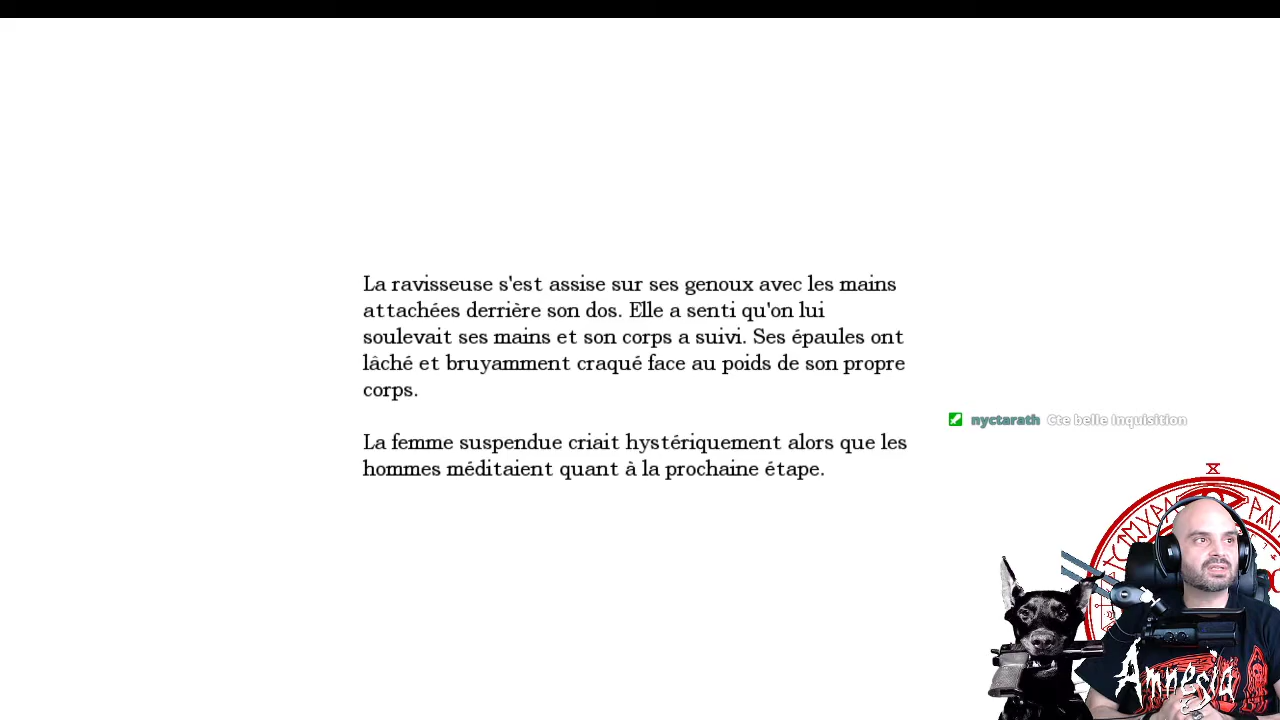 La ravisseuse s'est assise sur ses genoux avec les mains
attachées derrière son dos. Elle a senti qu'on lui
soulevait ses mains et son corps a suivi. Ses épaules ont
lâché et bruyamment craqué face au poids de son propre
corps.
La femme suspendue criait hystériquement alors que les
hommes méditaient quant à la prochaine étape.
nyctarath Cte belle inquisition
Amnesia